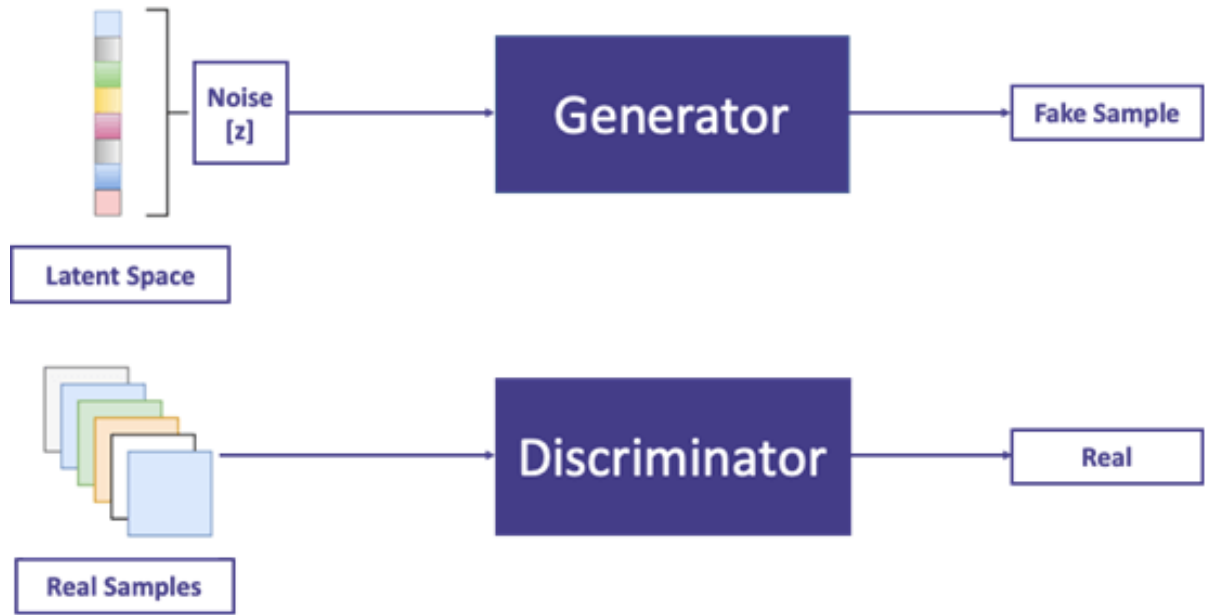 Noise
[z]
Generator
Fake Sample
Latent Space
Discriminator
Real
Real Samples